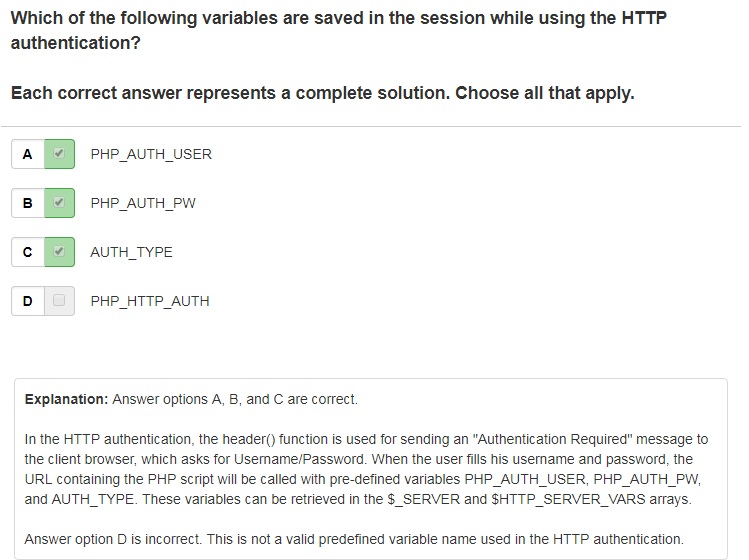 Which of the following variables are saved in the session while using the HTTP
authentication?
Each correct answer represents a complete solution. Choose all that apply.
A PHP_AUTH_USER
B PHP_AUTH_PW
C AUTH_TYPE
D PHP_HTTP_AUTH
Explanation: Answer options A, B, and C are correct.
In the HTTP authentication, the header() function is used for sending an "Authentication Required" message to
the client browser, which asks for Username/Password. When the user fills his username and password, the
URL containing the PHP script will be called with pre-defined variables PHP_AUTH_USER, PHP_AUTH_PW,
and AUTH_TYPE. These variables can be retrieved in the $_SERVER and $HTTP_SERVER_VARS arrays.
Answer option D is incorrect. This is not a valid predefined variable name used in the HTTP authentication.